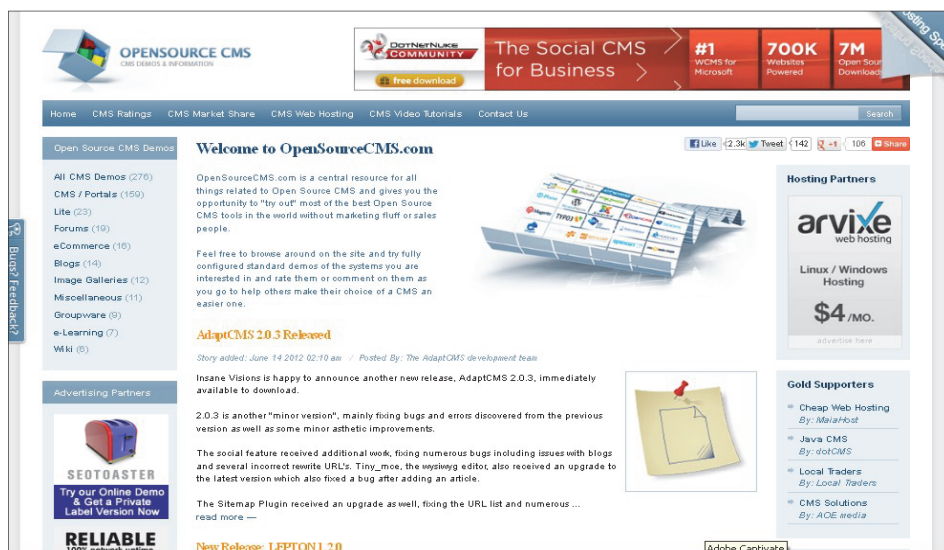 OPENSOURCE CMS
CMS DEMOS & INFORMATION
DOTNETNUKE
COMMUNITY
free download
The Social CMS
for Business
#1
WCMS for
Microsoft
700K
Websites
Powered
7M
Open Sour
Downloads
Home CMS Ratings CMS Market Share CMS Web Hosting CMS Video Tutorials Contact Us
Search
Open Source CMS Demos
All CMS Demos (276)
CMS / Portals (159)
Lite (23)
Forums (19)
eCommerce (16)
Blogs (14)
Image Galleries (12)
Miscellaneous (11)
Groupware (9)
e-Learning (7)
Wiki (6)
Bugs? Feedback?
Advertising Partners
SEOTOASTER
Try our Online Demo
& Get a Private
Label Version Now
RELIABLE
100% network uptime
Welcome to OpenSourceCMS.com
Like 2.3k Tweet 142 +1 106 Share
OpenSourceCMS.com is a central resource for all
things related to Open Source CMS and gives you the
opportunity to "try out" most of the best Open Source
CMS tools in the world without marketing fluff or sales
people.
Feel free to browse around on the site and try fully
configured standard demos of the systems you are
interested in and rate them or comment on them as
you go to help others make their choice of a CMS an
easier one.
AdaptCMS 2.0.3 Released
Story added: June 14 2012 02:10 am / Posted By: The AdaptCMS development team
Insane Visions is happy to announce another new release, AdaptCMS 2.0.3, immediately
available to download.
2.0.3 is another "minor version", mainly fixing bugs and errors discovered from the previous
version as well as some minor asthetic improvements.
The social feature received additional work, fixing numerous bugs including issues with blogs
and several incorrect rewrite URL's. Tiny_mce, the wysiwyg editor, also received an upgrade to
the latest version which also fixed a bug after adding an article.
The Sitemap Plugin received an upgrade as well, fixing the URL list and numerous ...
read more —
New Release: LEPTON 1.2.0
Hosting Partners
arvixe
web hosting
Linux / Windows
Hosting
$4 /MO.
advertise here
Gold Supporters
Cheap Web Hosting
By: MaiaHost
Java CMS
By: dotCMS
Local Traders
By: Local Traders
CMS Solutions
By: AOE media
Adobe Captivate